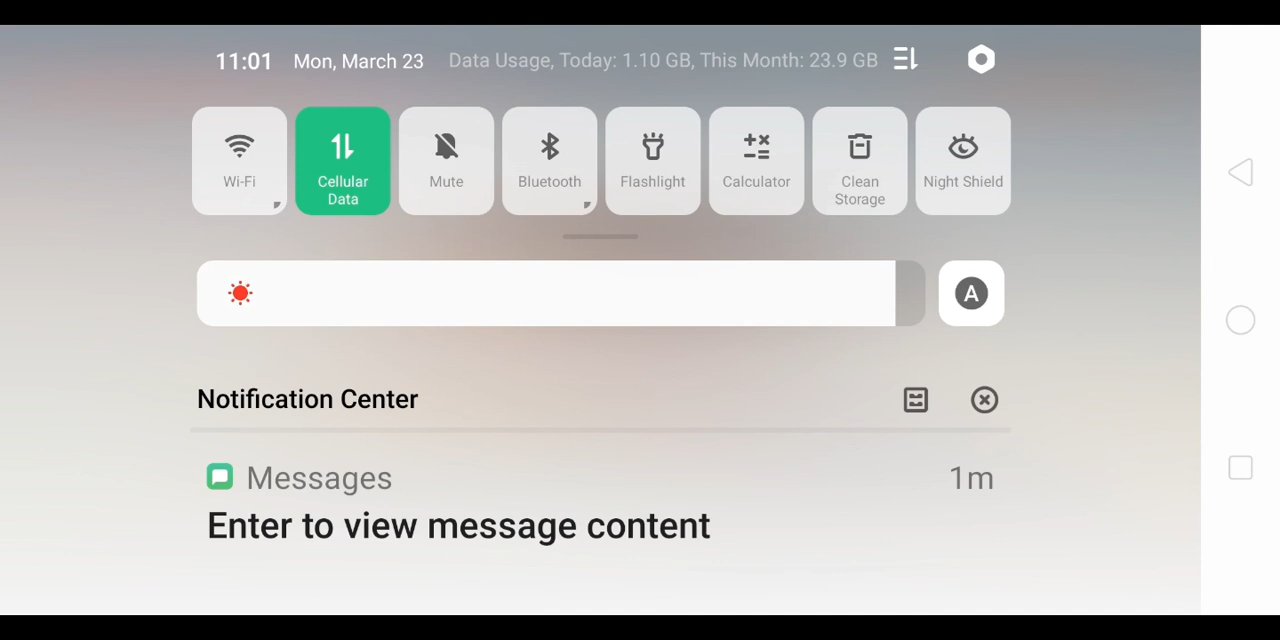 11:01 Mon, March 23 Data Usage, Today: 1.10 GB, This Month: 23.9 GB
Wi-Fi Cellular Data Mute Bluetooth Flashlight Calculator Clean Storage Night Shield
A
Notification Center
Messages 1m
Enter to view message content